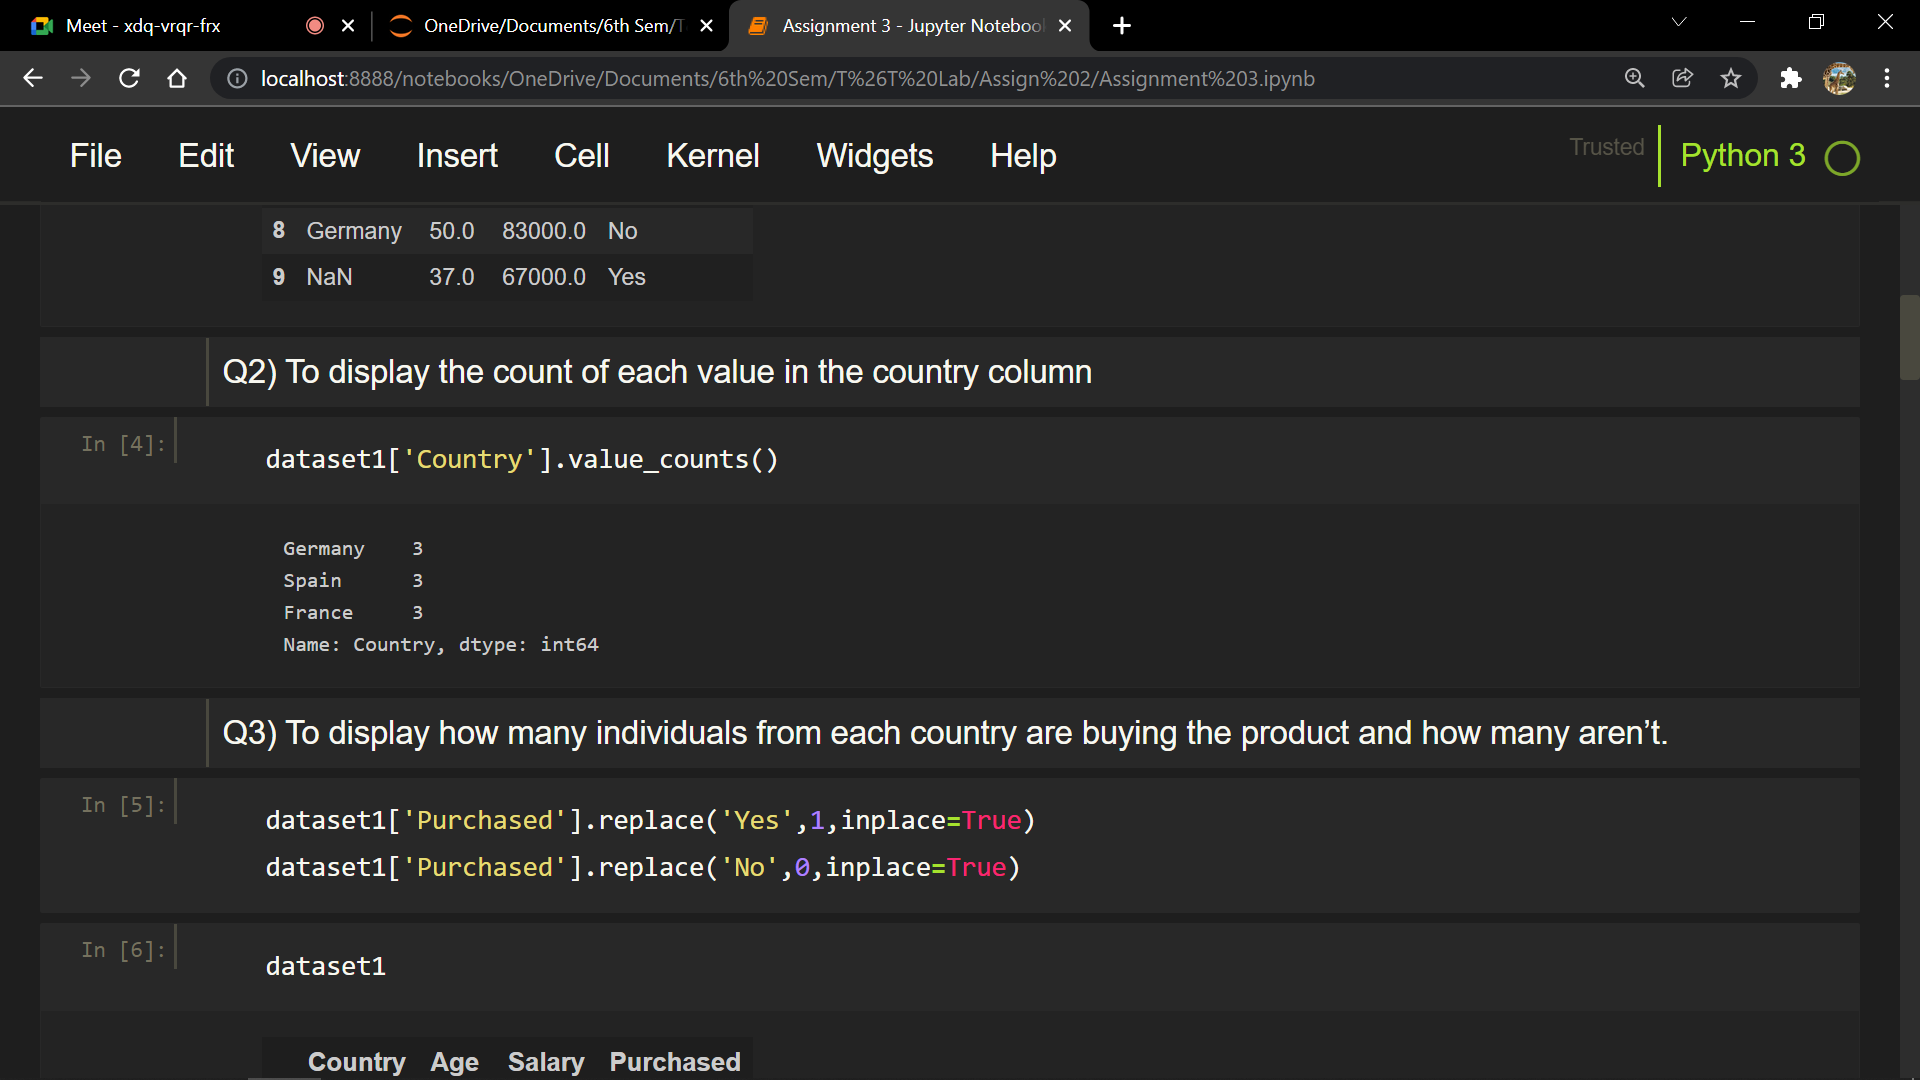 Meet - xdq-vrqr-frx
OneDrive/Documents/6th Sem/T
Assignment 3 - Jupyter Notebook
localhost:8888/notebooks/OneDrive/Documents/6th%20Sem/T%26T%20Lab/Assign%202/Assignment%203.ipynb
File Edit View Insert Cell Kernel Widgets Help
Trusted
Python 3
8 Germany 50.0 83000.0 No
9 NaN 37.0 67000.0 Yes
Q2) To display the count of each value in the country column
In [4]:
dataset1['Country'].value_counts()
Germany 3
Spain 3
France 3
Name: Country, dtype: int64
Q3) To display how many individuals from each country are buying the product and how many aren’t.
In [5]:
dataset1['Purchased'].replace('Yes',1,inplace=True)
dataset1['Purchased'].replace('No',0,inplace=True)
In [6]:
dataset1
Country Age Salary Purchased